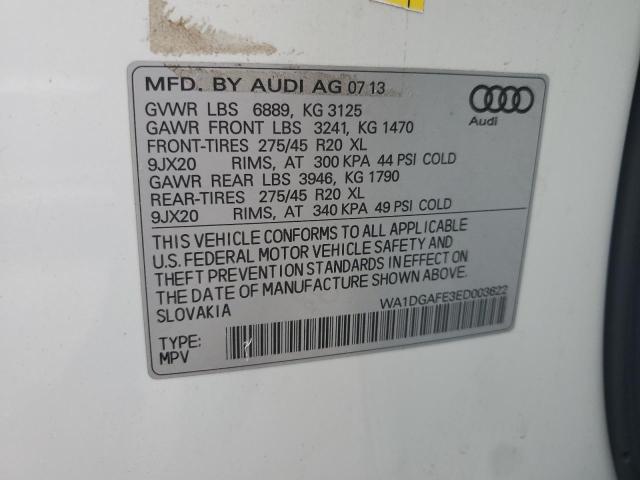 MFD. BY AUDI AG 07 13
GVWR LBS 6889, KG 3125
GAWR FRONT LBS 3241, KG 1470
FRONT-TIRES 275/45 R20 XL
9JX20 RIMS, AT 300 KPA 44 PSI COLD
GAWR REAR LBS 3946, KG 1790
REAR-TIRES 275/45 R20 XL
9JX20 RIMS, AT 340 KPA 49 PSI COLD
Audi
THIS VEHICLE CONFORMS TO ALL APPLICABLE
U.S. FEDERAL MOTOR VEHICLE SAFETY AND
THEFT PREVENTION STANDARDS IN EFFECT ON
THE DATE OF MANUFACTURE SHOWN ABOVE.
SLOVAKIA
WA1DGAFE3ED003622
TYPE:
MPV